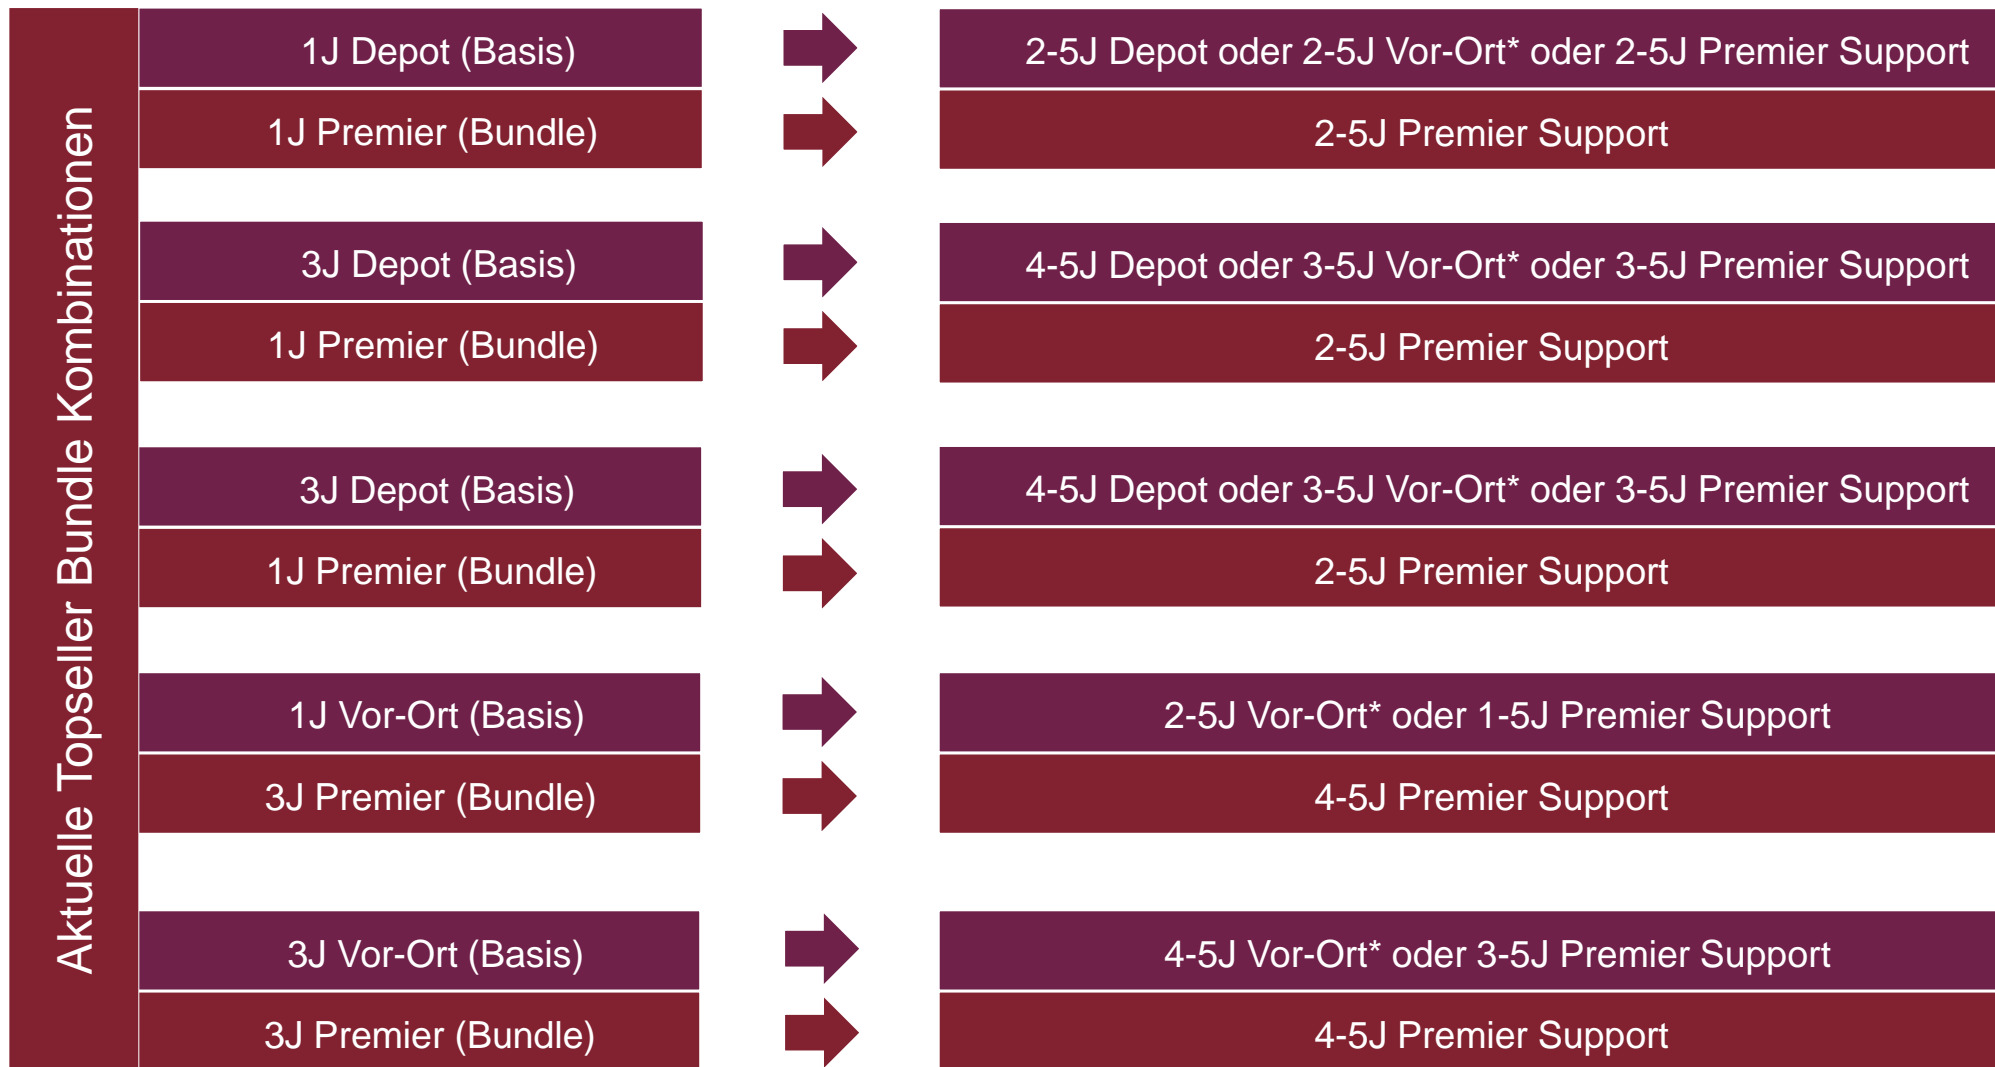 Aktuelle Topseller Bundle Kombinationen
1J Depot (Basis)
2-5J Depot oder 2-5J Vor-Ort* oder 2-5J Premier Support
1J Premier (Bundle)
2-5J Premier Support
3J Depot (Basis)
4-5J Depot oder 3-5J Vor-Ort* oder 3-5J Premier Support
1J Premier (Bundle)
2-5J Premier Support
3J Depot (Basis)
4-5J Depot oder 3-5J Vor-Ort* oder 3-5J Premier Support
1J Premier (Bundle)
2-5J Premier Support
1J Vor-Ort (Basis)
2-5J Vor-Ort* oder 1-5J Premier Support
3J Premier (Bundle)
4-5J Premier Support
3J Vor-Ort (Basis)
4-5J Vor-Ort* oder 3-5J Premier Support
3J Premier (Bundle)
4-5J Premier Support